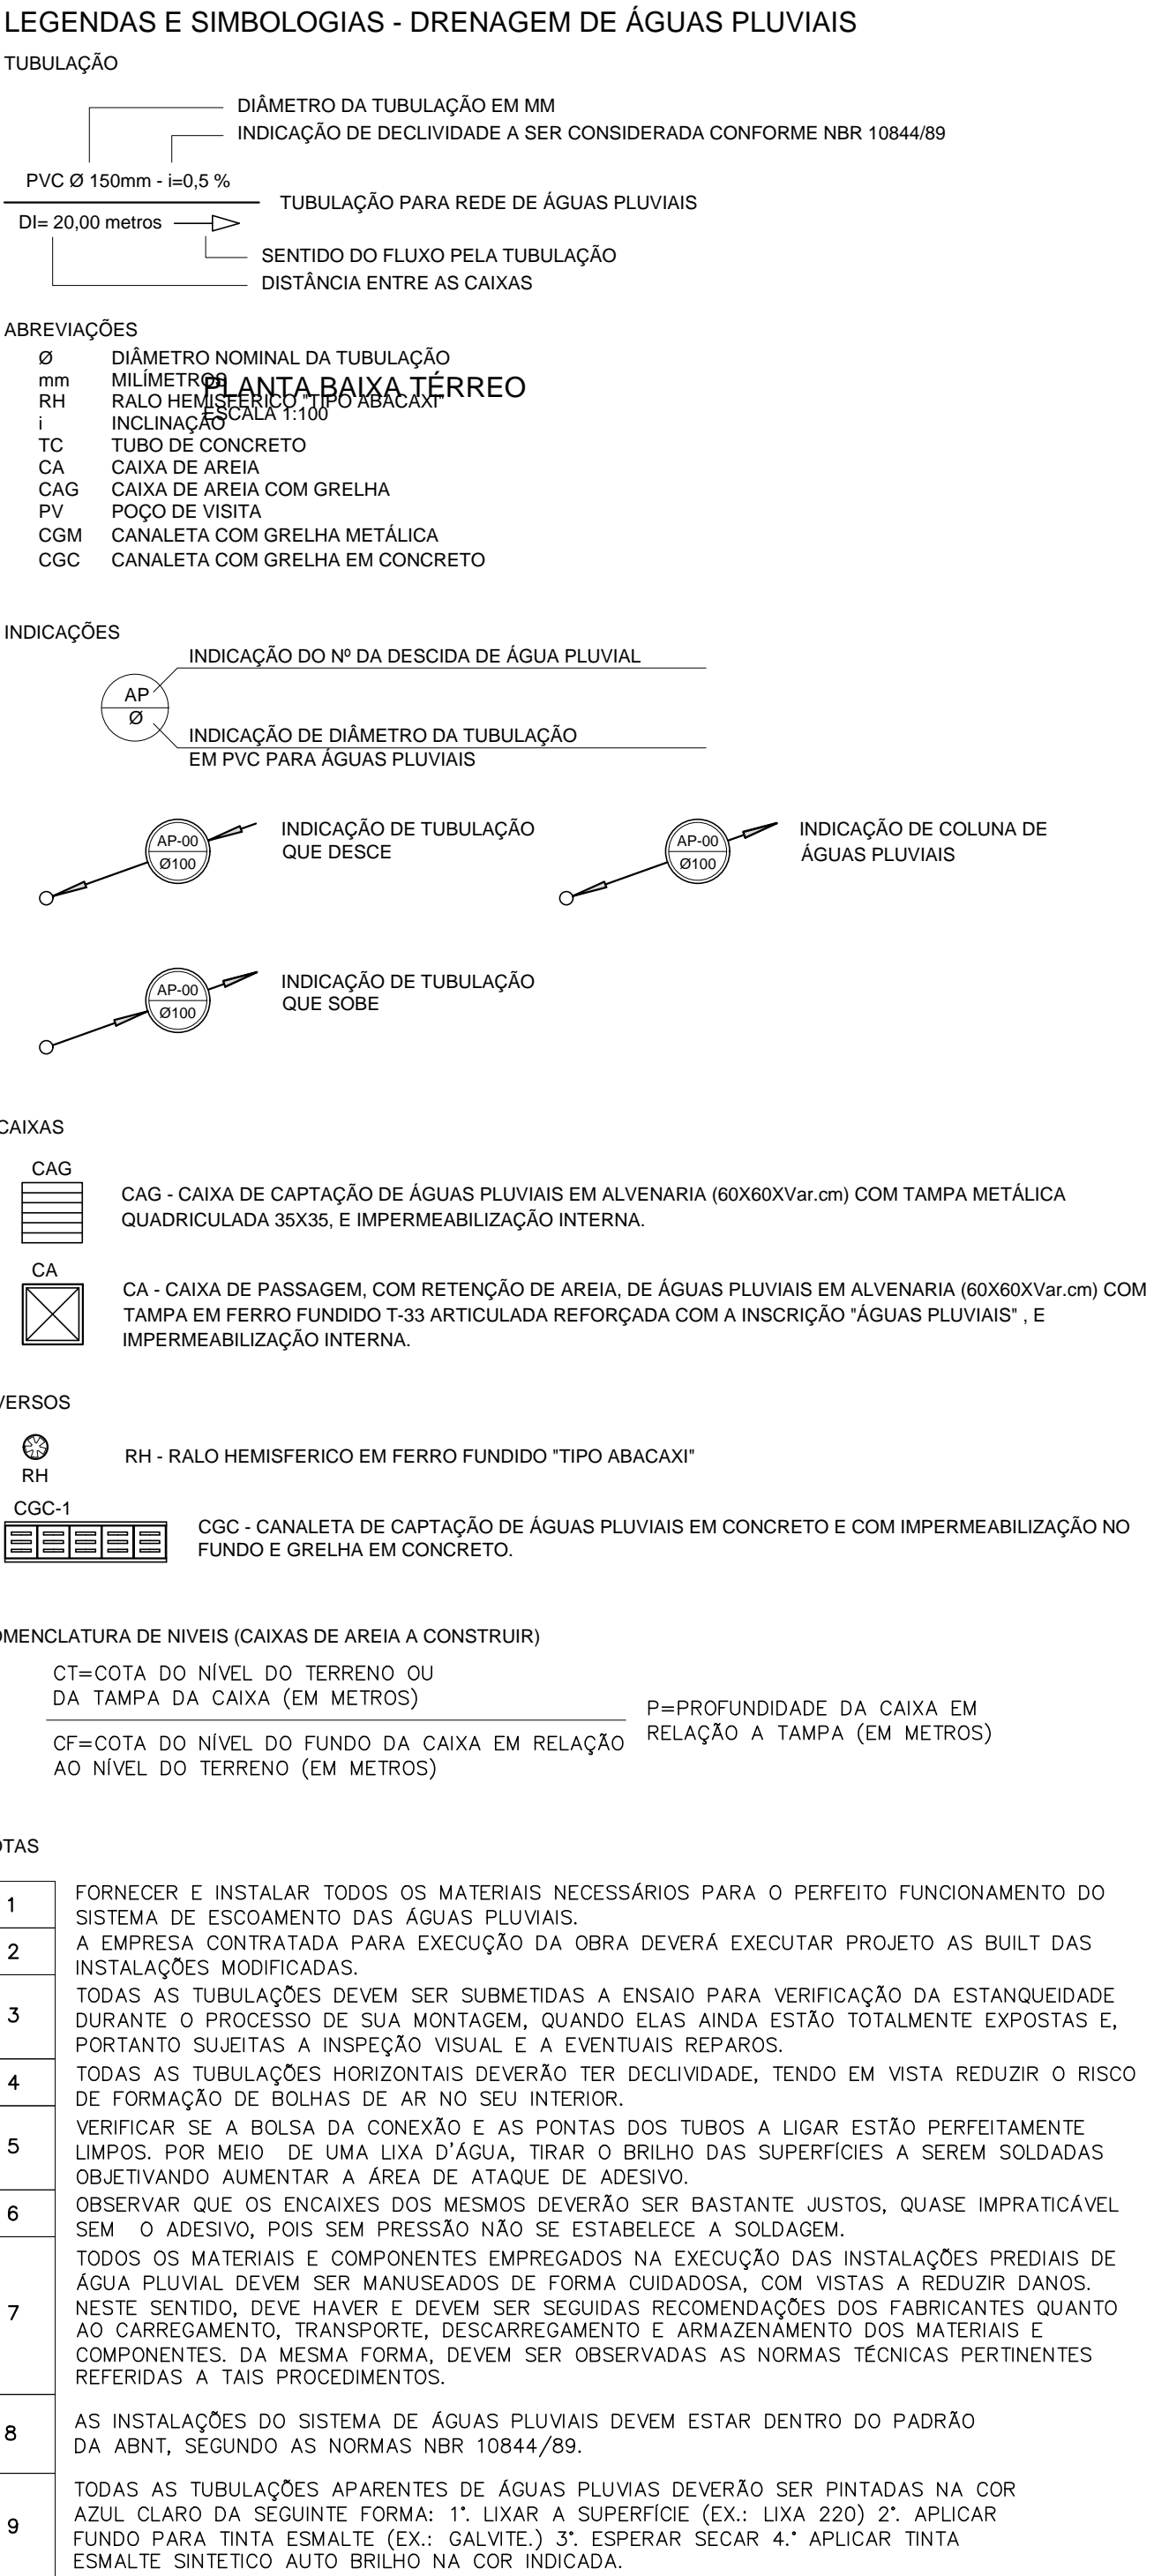 LEGENDAS E SIMBOLOGIAS - DRENAGEM DE ÁGUAS PLUVIAIS
TUBULAÇÃO
DIÂMETRO DA TUBULAÇÃO EM MM
INDICAÇÃO DE DECLIVIDADE A SER CONSIDERADA CONFORME NBR 10844/89
PVC Ø 150mm - i=0,5 %
TUBULAÇÃO PARA REDE DE ÁGUAS PLUVIAIS
DI= 20,00 metros
SENTIDO DO FLUXO PELA TUBULAÇÃO
DISTÂNCIA ENTRE AS CAIXAS
ABREVIAÇÕES
Ø DIÂMETRO NOMINAL DA TUBULAÇÃO
mm MILÍMETROS
PLANTA BAIXA TÉRREO
RH RALO HEMISFERICO "TIPO ABACAXI"
ESCALA 1:100
i INCLINAÇÃO
TC TUBO DE CONCRETO
CA CAIXA DE AREIA
CAG CAIXA DE AREIA COM GRELHA
PV POÇO DE VISITA
CGM CANALETA COM GRELHA METÁLICA
CGC CANALETA COM GRELHA EM CONCRETO
INDICAÇÕES
INDICAÇÃO DO Nº DA DESCIDA DE ÁGUA PLUVIAL
AP
Ø
INDICAÇÃO DE DIÂMETRO DA TUBULAÇÃO
EM PVC PARA ÁGUAS PLUVIAIS
AP-00
Ø100
INDICAÇÃO DE TUBULAÇÃO
QUE DESCE
AP-00
Ø100
INDICAÇÃO DE COLUNA DE
ÁGUAS PLUVIAIS
AP-00
Ø100
INDICAÇÃO DE TUBULAÇÃO
QUE SOBE
CAIXAS
CAG
CAG - CAIXA DE CAPTAÇÃO DE ÁGUAS PLUVIAIS EM ALVENARIA (60X60XVar.cm) COM TAMPA METÁLICA
QUADRICULADA 35X35, E IMPERMEABILIZAÇÃO INTERNA.
CA
CA - CAIXA DE PASSAGEM, COM RETENÇÃO DE AREIA, DE ÁGUAS PLUVIAIS EM ALVENARIA (60X60XVar.cm) COM
TAMPA EM FERRO FUNDIDO T-33 ARTICULADA REFORÇADA COM A INSCRIÇÃO "ÁGUAS PLUVIAIS" , E
IMPERMEABILIZAÇÃO INTERNA.
VERSOS
RH
RH - RALO HEMISFERICO EM FERRO FUNDIDO "TIPO ABACAXI"
CGC-1
CGC - CANALETA DE CAPTAÇÃO DE ÁGUAS PLUVIAIS EM CONCRETO E COM IMPERMEABILIZAÇÃO NO
FUNDO E GRELHA EM CONCRETO.
OMENCLATURA DE NIVEIS (CAIXAS DE AREIA A CONSTRUIR)
CT=COTA DO NÍVEL DO TERRENO OU
DA TAMPA DA CAIXA (EM METROS)
CF=COTA DO NÍVEL DO FUNDO DA CAIXA EM RELAÇÃO
AO NÍVEL DO TERRENO (EM METROS)
P=PROFUNDIDADE DA CAIXA EM
RELAÇÃO A TAMPA (EM METROS)
OTAS
1 FORNECER E INSTALAR TODOS OS MATERIAIS NECESSÁRIOS PARA O PERFEITO FUNCIONAMENTO DO
SISTEMA DE ESCOAMENTO DAS ÁGUAS PLUVIAIS.
2 A EMPRESA CONTRATADA PARA EXECUÇÃO DA OBRA DEVERÁ EXECUTAR PROJETO AS BUILT DAS
INSTALAÇÕES MODIFICADAS.
3 TODAS AS TUBULAÇÕES DEVEM SER SUBMETIDAS A ENSAIO PARA VERIFICAÇÃO DA ESTANQUEIDADE
DURANTE O PROCESSO DE SUA MONTAGEM, QUANDO ELAS AINDA ESTÃO TOTALMENTE EXPOSTAS E,
PORTANTO SUJEITAS A INSPEÇÃO VISUAL E A EVENTUAIS REPAROS.
4 TODAS AS TUBULAÇÕES HORIZONTAIS DEVERÃO TER DECLIVIDADE, TENDO EM VISTA REDUZIR O RISCO
DE FORMAÇÃO DE BOLHAS DE AR NO SEU INTERIOR.
5 VERIFICAR SE A BOLSA DA CONEXÃO E AS PONTAS DOS TUBOS A LIGAR ESTÃO PERFEITAMENTE
LIMPOS. POR MEIO DE UMA LIXA D'ÁGUA, TIRAR O BRILHO DAS SUPERFÍCIES A SEREM SOLDADAS
OBJETIVANDO AUMENTAR A ÁREA DE ATAQUE DE ADESIVO.
6 OBSERVAR QUE OS ENCAIXES DOS MESMOS DEVERÃO SER BASTANTE JUSTOS, QUASE IMPRATICÁVEL
SEM O ADESIVO, POIS SEM PRESSÃO NÃO SE ESTABELECE A SOLDAGEM.
7 TODOS OS MATERIAIS E COMPONENTES EMPREGADOS NA EXECUÇÃO DAS INSTALAÇÕES PREDIAIS DE
ÁGUA PLUVIAL DEVEM SER MANUSEADOS DE FORMA CUIDADOSA, COM VISTAS A REDUZIR DANOS.
NESTE SENTIDO, DEVE HAVER E DEVEM SER SEGUIDAS RECOMENDAÇÕES DOS FABRICANTES QUANTO
AO CARREGAMENTO, TRANSPORTE, DESCARREGAMENTO E ARMAZENAMENTO DOS MATERIAIS E
COMPONENTES. DA MESMA FORMA, DEVEM SER OBSERVADAS AS NORMAS TÉCNICAS PERTINENTES
REFERIDAS A TAIS PROCEDIMENTOS.
8 AS INSTALAÇÕES DO SISTEMA DE ÁGUAS PLUVIAIS DEVEM ESTAR DENTRO DO PADRÃO
DA ABNT, SEGUNDO AS NORMAS NBR 10844/89.
9 TODAS AS TUBULAÇÕES APARENTES DE ÁGUAS PLUVIAS DEVERÃO SER PINTADAS NA COR
AZUL CLARO DA SEGUINTE FORMA: 1°. LIXAR A SUPERFÍCIE (EX.: LIXA 220) 2°. APLICAR
FUNDO PARA TINTA ESMALTE (EX.: GALVITE.) 3°. ESPERAR SECAR 4.° APLICAR TINTA
ESMALTE SINTETICO AUTO BRILHO NA COR INDICADA.